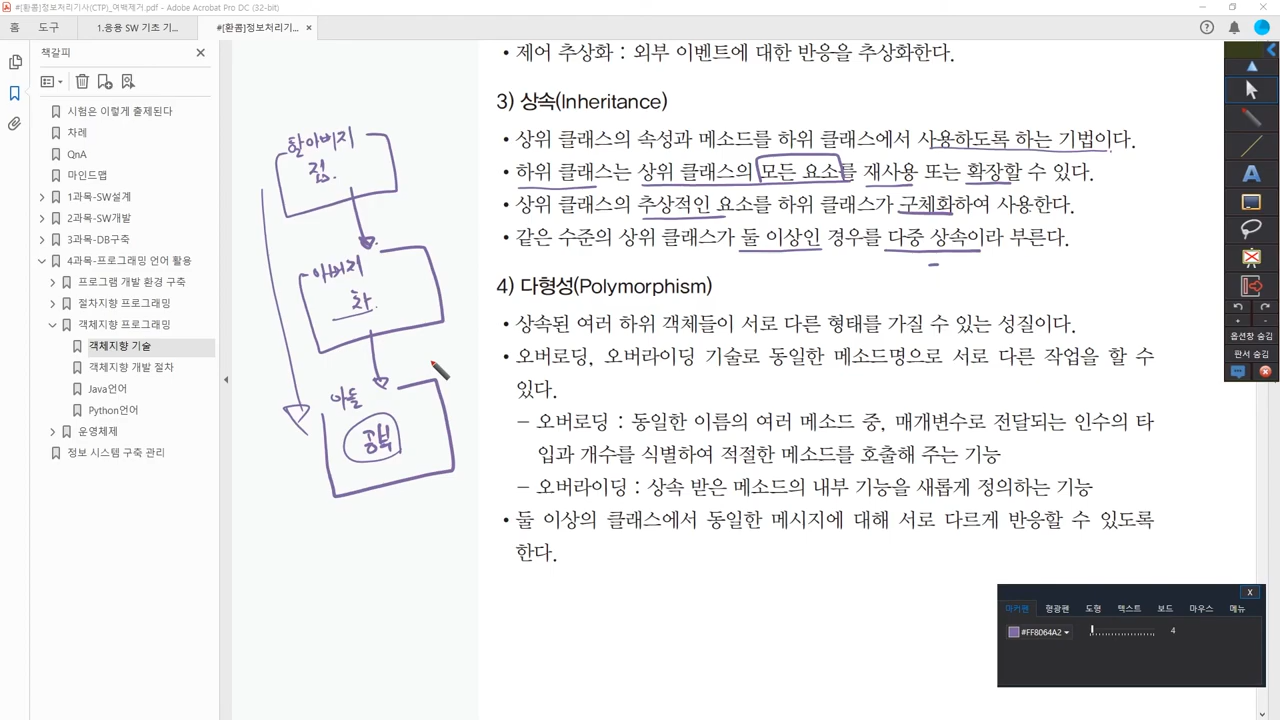 #[환콤]정보처리기사(CTP)_여백제거.pdf - Adobe Acrobat Pro DC (32-bit)
홈 도구 1.응용 SW 기초 기... #[환콤]정보처리기... ×
책갈피
시험은 이렇게 출제된다
차례
QnA
마인드맵
1과목-SW설계
2과목-SW개발
3과목-DB구축
4과목-프로그래밍 언어 활용
프로그램 개발 환경 구축
절차지향 프로그래밍
객체지향 프로그래밍
객체지향 기술
객체지향 개발 절차
Java언어
Python언어
운영체제
정보 시스템 구축 관리
할아버지
집.
아버지
차.
아들
공부
• 제어 추상화 : 외부 이벤트에 대한 반응을 추상화한다.
3) 상속(Inheritance)
• 상위 클래스의 속성과 메소드를 하위 클래스에서 사용하도록 하는 기법이다.
• 하위 클래스는 상위 클래스의 모든 요소를 재사용 또는 확장할 수 있다.
• 상위 클래스의 추상적인 요소를 하위 클래스가 구체화하여 사용한다.
• 같은 수준의 상위 클래스가 둘 이상인 경우를 다중 상속이라 부른다.
4) 다형성(Polymorphism)
• 상속된 여러 하위 객체들이 서로 다른 형태를 가질 수 있는 성질이다.
• 오버로딩, 오버라이딩 기술로 동일한 메소드명으로 서로 다른 작업을 할 수
있다.
– 오버로딩 : 동일한 이름의 여러 메소드 중, 매개변수로 전달되는 인수의 타
입과 개수를 식별하여 적절한 메소드를 호출해 주는 기능
– 오버라이딩 : 상속 받은 메소드의 내부 기능을 새롭게 정의하는 기능
• 둘 이상의 클래스에서 동일한 메시지에 대해 서로 다르게 반응할 수 있도록
한다.
옵션창 숨김
판서 숨김
마커펜 형광펜 도형 텍스트 보드 마우스 메뉴
#FF8064A2 4